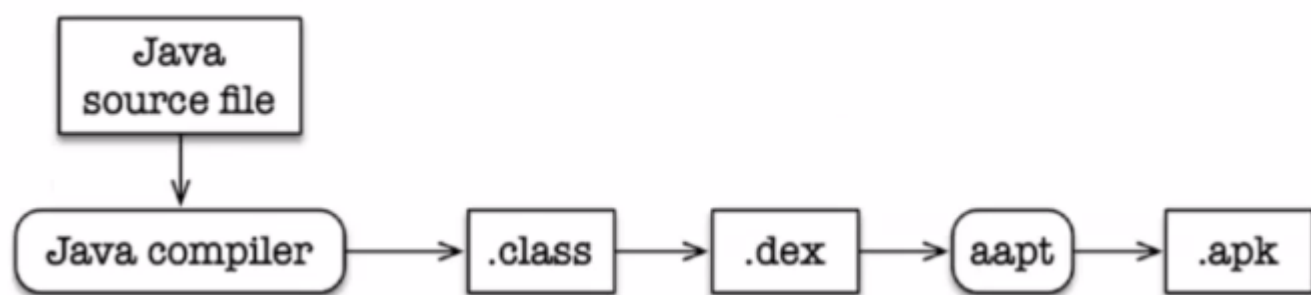 Java
source file
Java compiler
.class
.dex
aapt
.apk